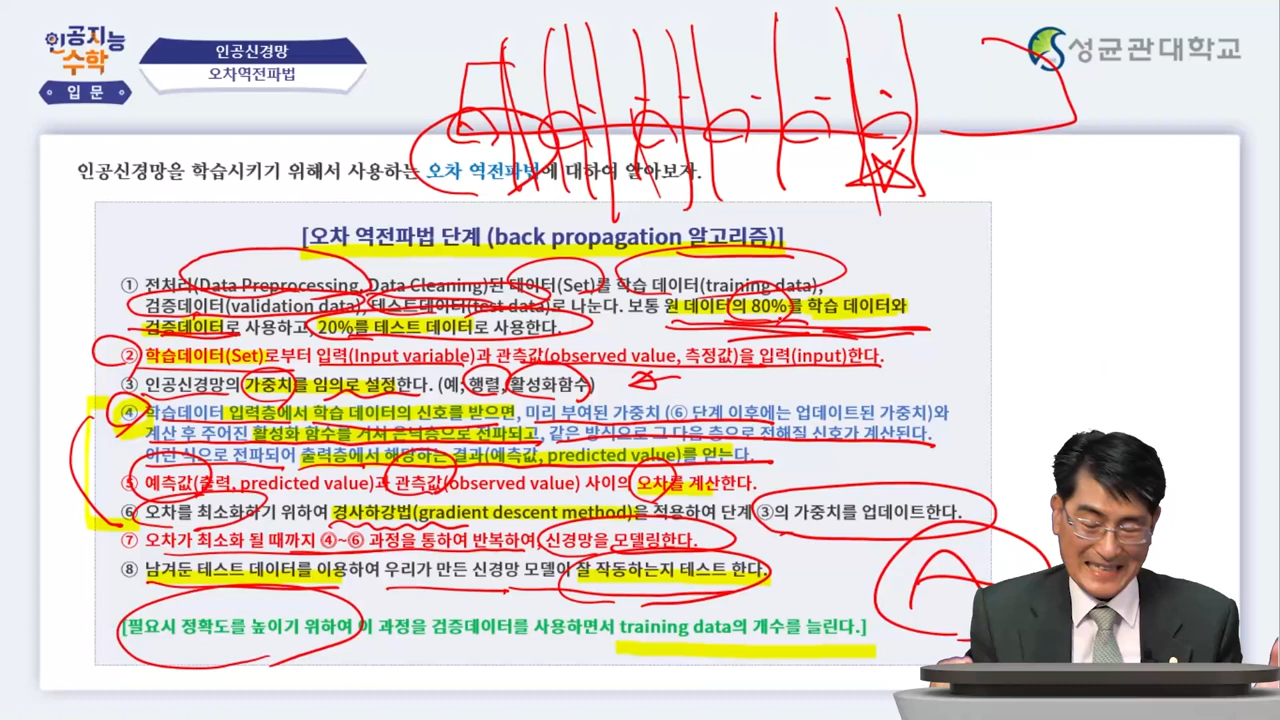 인공지능
수학
입문
인공신경망
오차역전파법
성균관대학교
인공신경망을 학습시키기 위해서 사용하는 오차 역전파법에 대하여 알아보자.
[오차 역전파법 단계 (back propagation 알고리즘)]
① 전처리(Data Preprocessing, Data Cleaning)된 데이터(Set)를 학습 데이터(training data),
검증데이터(validation data), 테스트데이터(test data)로 나눈다. 보통 원 데이터의 80%를 학습 데이터와
검증데이터로 사용하고, 20%를 테스트 데이터로 사용한다.
② 학습데이터(Set)로부터 입력(Input variable)과 관측값(observed value, 측정값)을 입력(input)한다.
③ 인공신경망의 가중치를 임의로 설정한다. (예; 행렬, 활성화함수)
④ 학습데이터 입력층에서 학습 데이터의 신호를 받으면, 미리 부여된 가중치 (⑥ 단계 이후에는 업데이트된 가중치)와
계산 후 주어진 활성화 함수를 거쳐 은닉층으로 전파되고, 같은 방식으로 그 다음 층으로 전해질 신호가 계산된다.
이런 식으로 전파되어 출력층에서 해당하는 결과(예측값, predicted value)를 얻는다.
⑤ 예측값(출력, predicted value)과 관측값(observed value) 사이의 오차를 계산한다.
⑥ 오차를 최소화하기 위하여 경사하강법(gradient descent method)을 적용하여 단계 ③의 가중치를 업데이트한다.
⑦ 오차가 최소화 될 때까지 ④~⑥ 과정을 통하여 반복하여, 신경망을 모델링한다.
⑧ 남겨둔 테스트 데이터를 이용하여 우리가 만든 신경망 모델이 잘 작동하는지 테스트 한다.
[필요시 정확도를 높이기 위하여 이 과정을 검증데이터를 사용하면서 training data의 개수를 늘린다.]